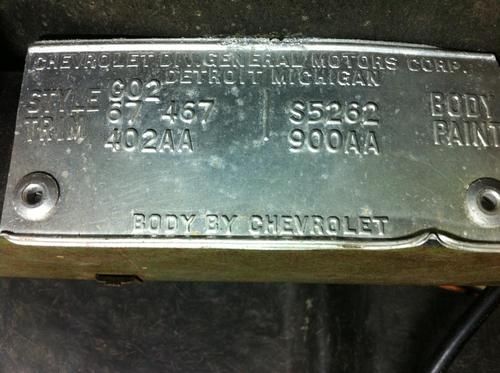 CHEVROLET DIV. GENERAL MOTORS CORP.
DETROIT MICHIGAN
G02
STYLE 67 467 S5262 BODY
TRIM 402AA 900AA PAINT
BODY BY CHEVROLET